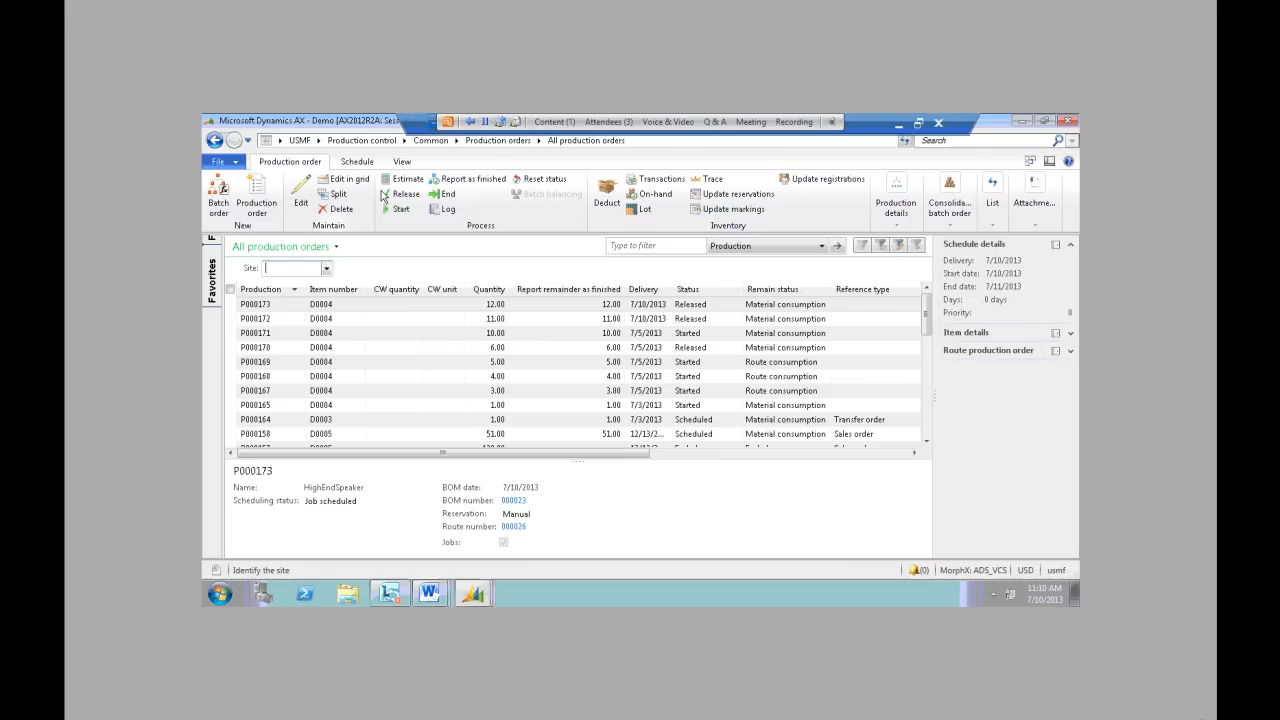 Microsoft Dynamics AX - Demo [AX2012R2A: Sess
Content (1) Attendees (3) Voice & Video Q & A Meeting Recording
USMF Production control Common Production orders All production orders Search
File Production order Schedule View
Batch order Production order
New
Edit Edit in grid
Split
Delete
Maintain
Estimate Report as finished Reset status
Release End Batch balancing
Start Log
Process
Deduct Transactions Trace Update registrations
On-hand Update reservations
Lot Update markings
Inventory
Production details Consolida... batch order List Attachme...
Favorites
All production orders
Type to filter Production
Site:
Production Item number CW quantity CW unit Quantity Report remainder as finished Delivery Status Remain status Reference type
P000173 D0004 12.00 12.00 7/10/2013 Released Material consumption
P000172 D0004 11.00 11.00 7/10/2013 Released Material consumption
P000171 D0004 10.00 10.00 7/5/2013 Started Material consumption
P000170 D0004 6.00 6.00 7/5/2013 Released Material consumption
P000169 D0004 5.00 5.00 7/5/2013 Started Route consumption
P000168 D0004 4.00 4.00 7/5/2013 Started Route consumption
P000167 D0004 3.00 3.00 7/5/2013 Started Route consumption
P000165 D0004 1.00 1.00 7/3/2013 Started Material consumption
P000164 D0003 1.00 1.00 7/3/2013 Scheduled Material consumption Transfer order
P000158 D0005 51.00 51.00 12/13/2... Scheduled Material consumption Sales order
Schedule details
Delivery: 7/10/2013
Start date: 7/10/2013
End date: 7/11/2013
Days: 0 days
Priority: 0
Item details
Route production order
P000173
Name: HighEndSpeaker
Scheduling status: Job scheduled
BOM date: 7/10/2013
BOM number: 000023
Reservation: Manual
Route number: 000026
Jobs:
Identify the site
(0) MorphX: ADS_VCS USD usmf
11:10 AM
7/10/2013